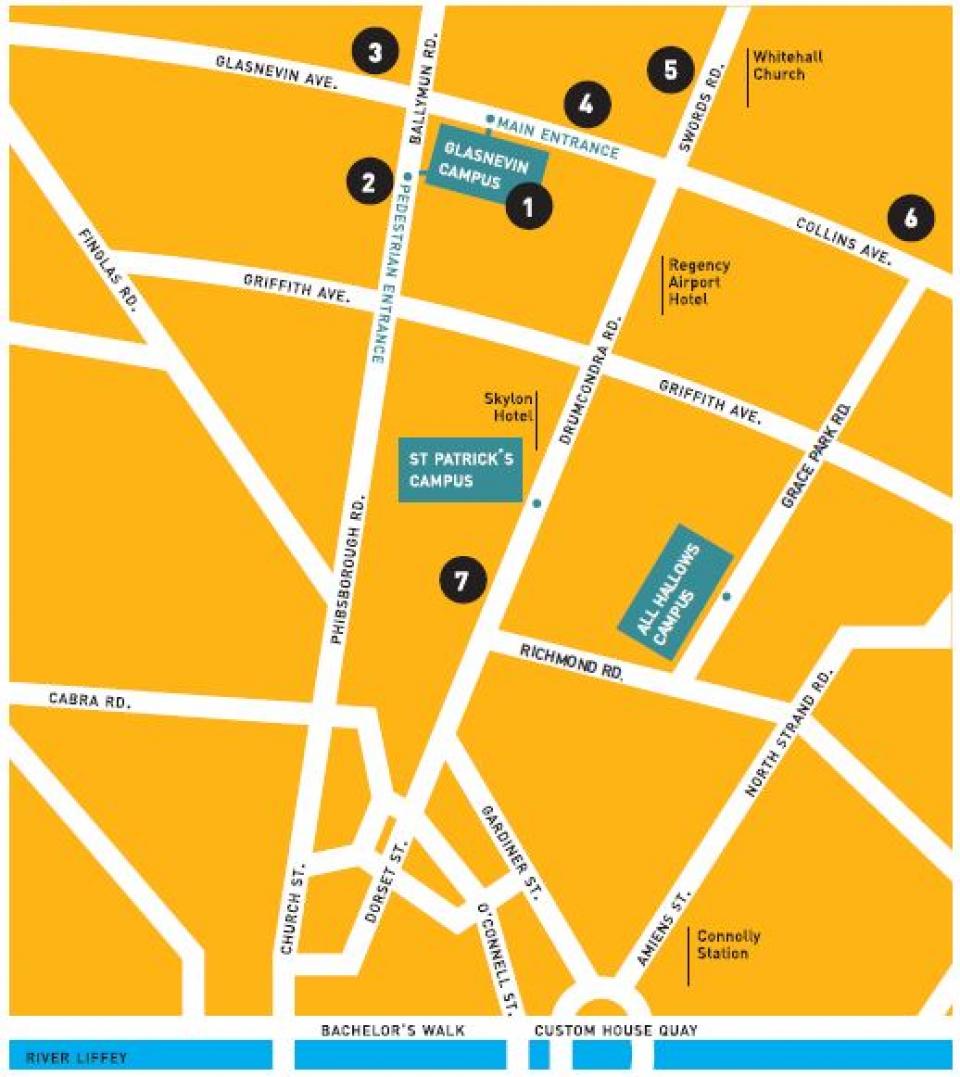 3
5
Whitehall
Church
GLASNEVIN AVE.
BALLYMUN RD.
SWORDS RD.
4
MAIN ENTRANCE
GLASNEVIN
CAMPUS
2
1
6
COLLINS AVE.
PEDESTRIAN ENTRANCE
FINGLAS RD.
GRIFFITH AVE.
Regency
Airport
Hotel
DRUMCONDRA RD.
Skylon
Hotel
GRIFFITH AVE.
GRACE PARK RD.
ST PATRICK'S
CAMPUS
PHIBSBOROUGH RD.
7
ALL HALLOWS
CAMPUS
RICHMOND RD.
CABRA RD.
NORTH STRAND RD.
GARDINER ST.
DORSET ST.
CHURCH ST.
O'CONNELL ST.
AMIENS ST.
Connolly
Station
BACHELOR'S WALK
CUSTOM HOUSE QUAY
RIVER LIFFEY